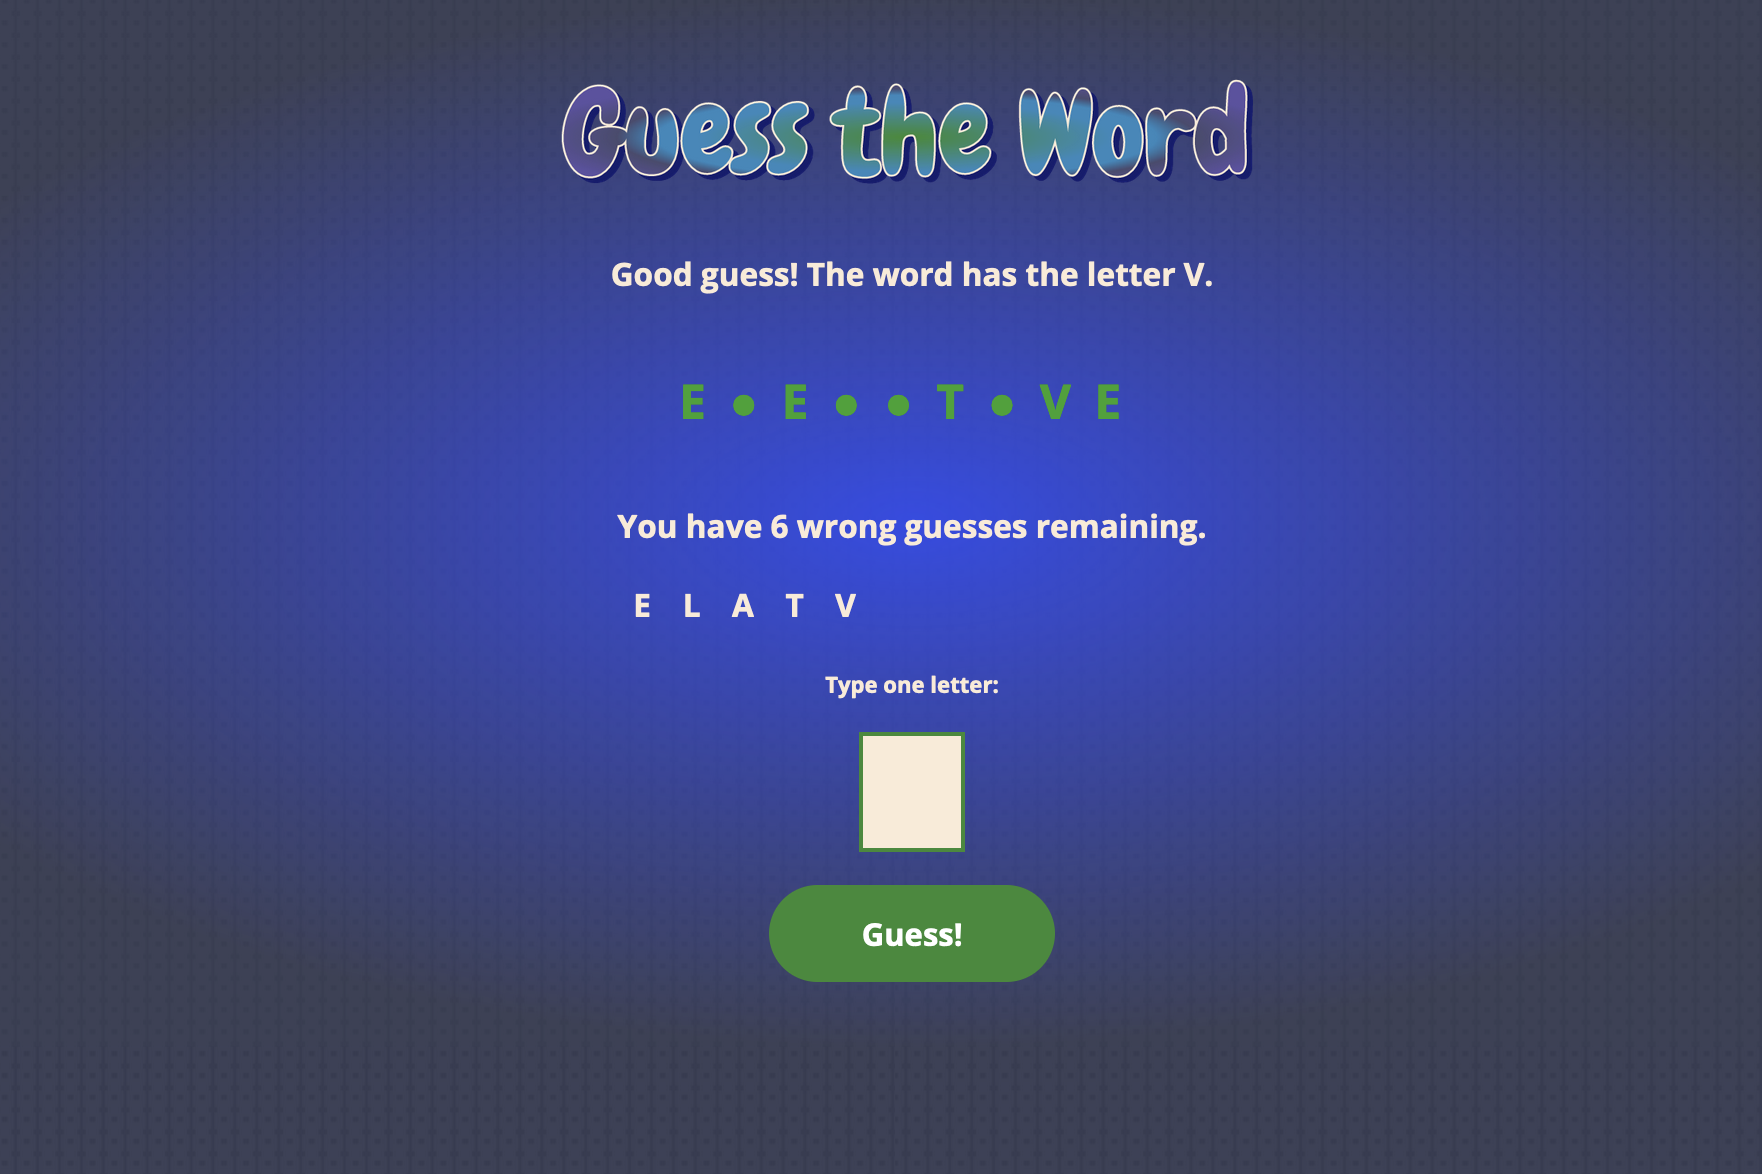 Guess the Word
Good guess! The word has the letter V.
E ● E ● ● T ● V E
You have 6 wrong guesses remaining.
E L A T V
Type one letter:
Guess!